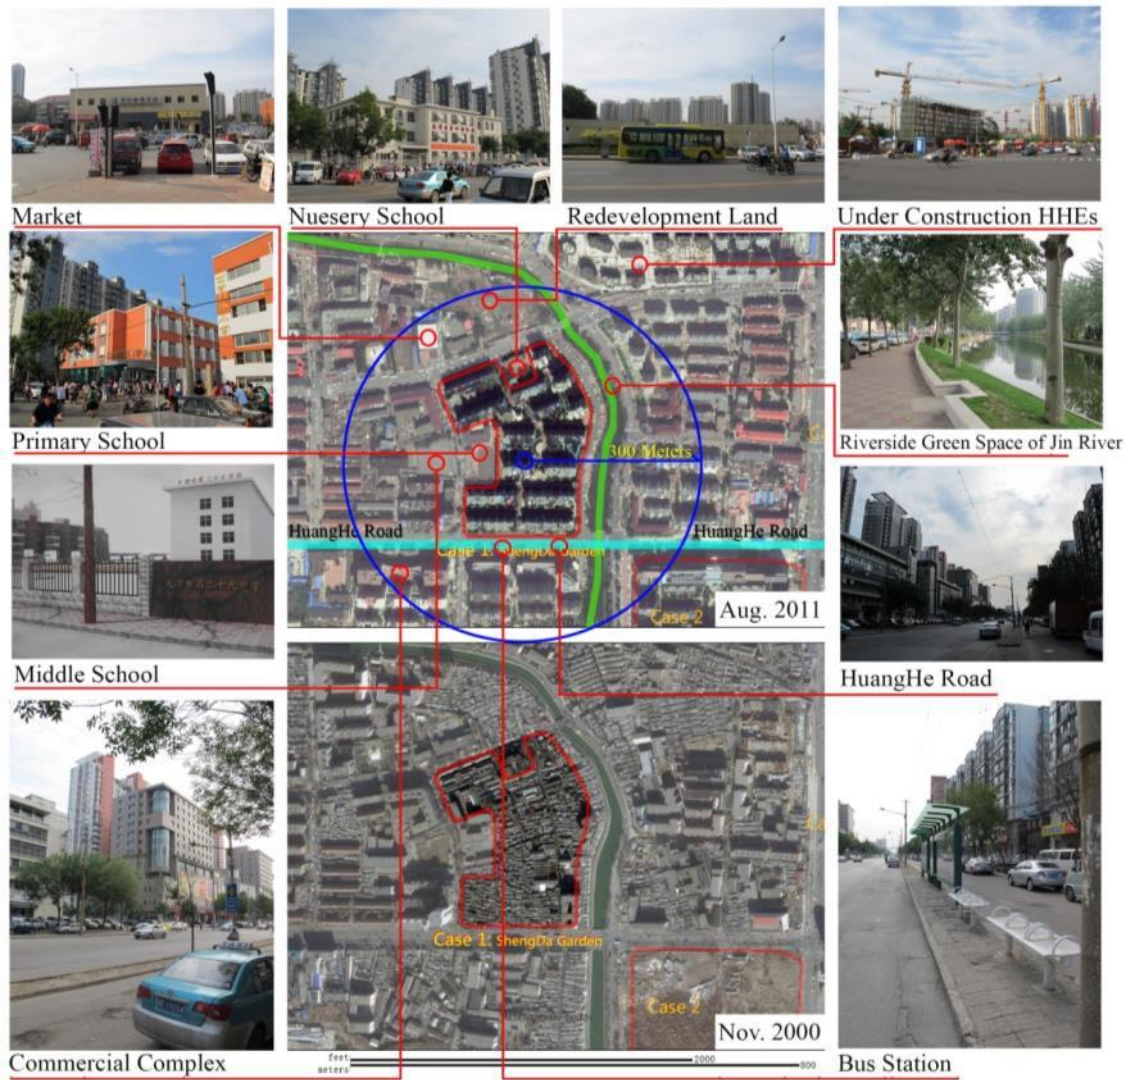 Market
Nuesery School
Redevelopment Land
Under Construction HHEs
Primary School
Riverside Green Space of Jin River
300 Meters
HuangHe Road
HuangHe Road
Case 1: ShengDa Garden
Case 2
Aug. 2011
Middle School
HuangHe Road
Case 1: ShengDa Garden
Case 2
Nov. 2000
Commercial Complex
feet
2000
meters
800
Bus Station